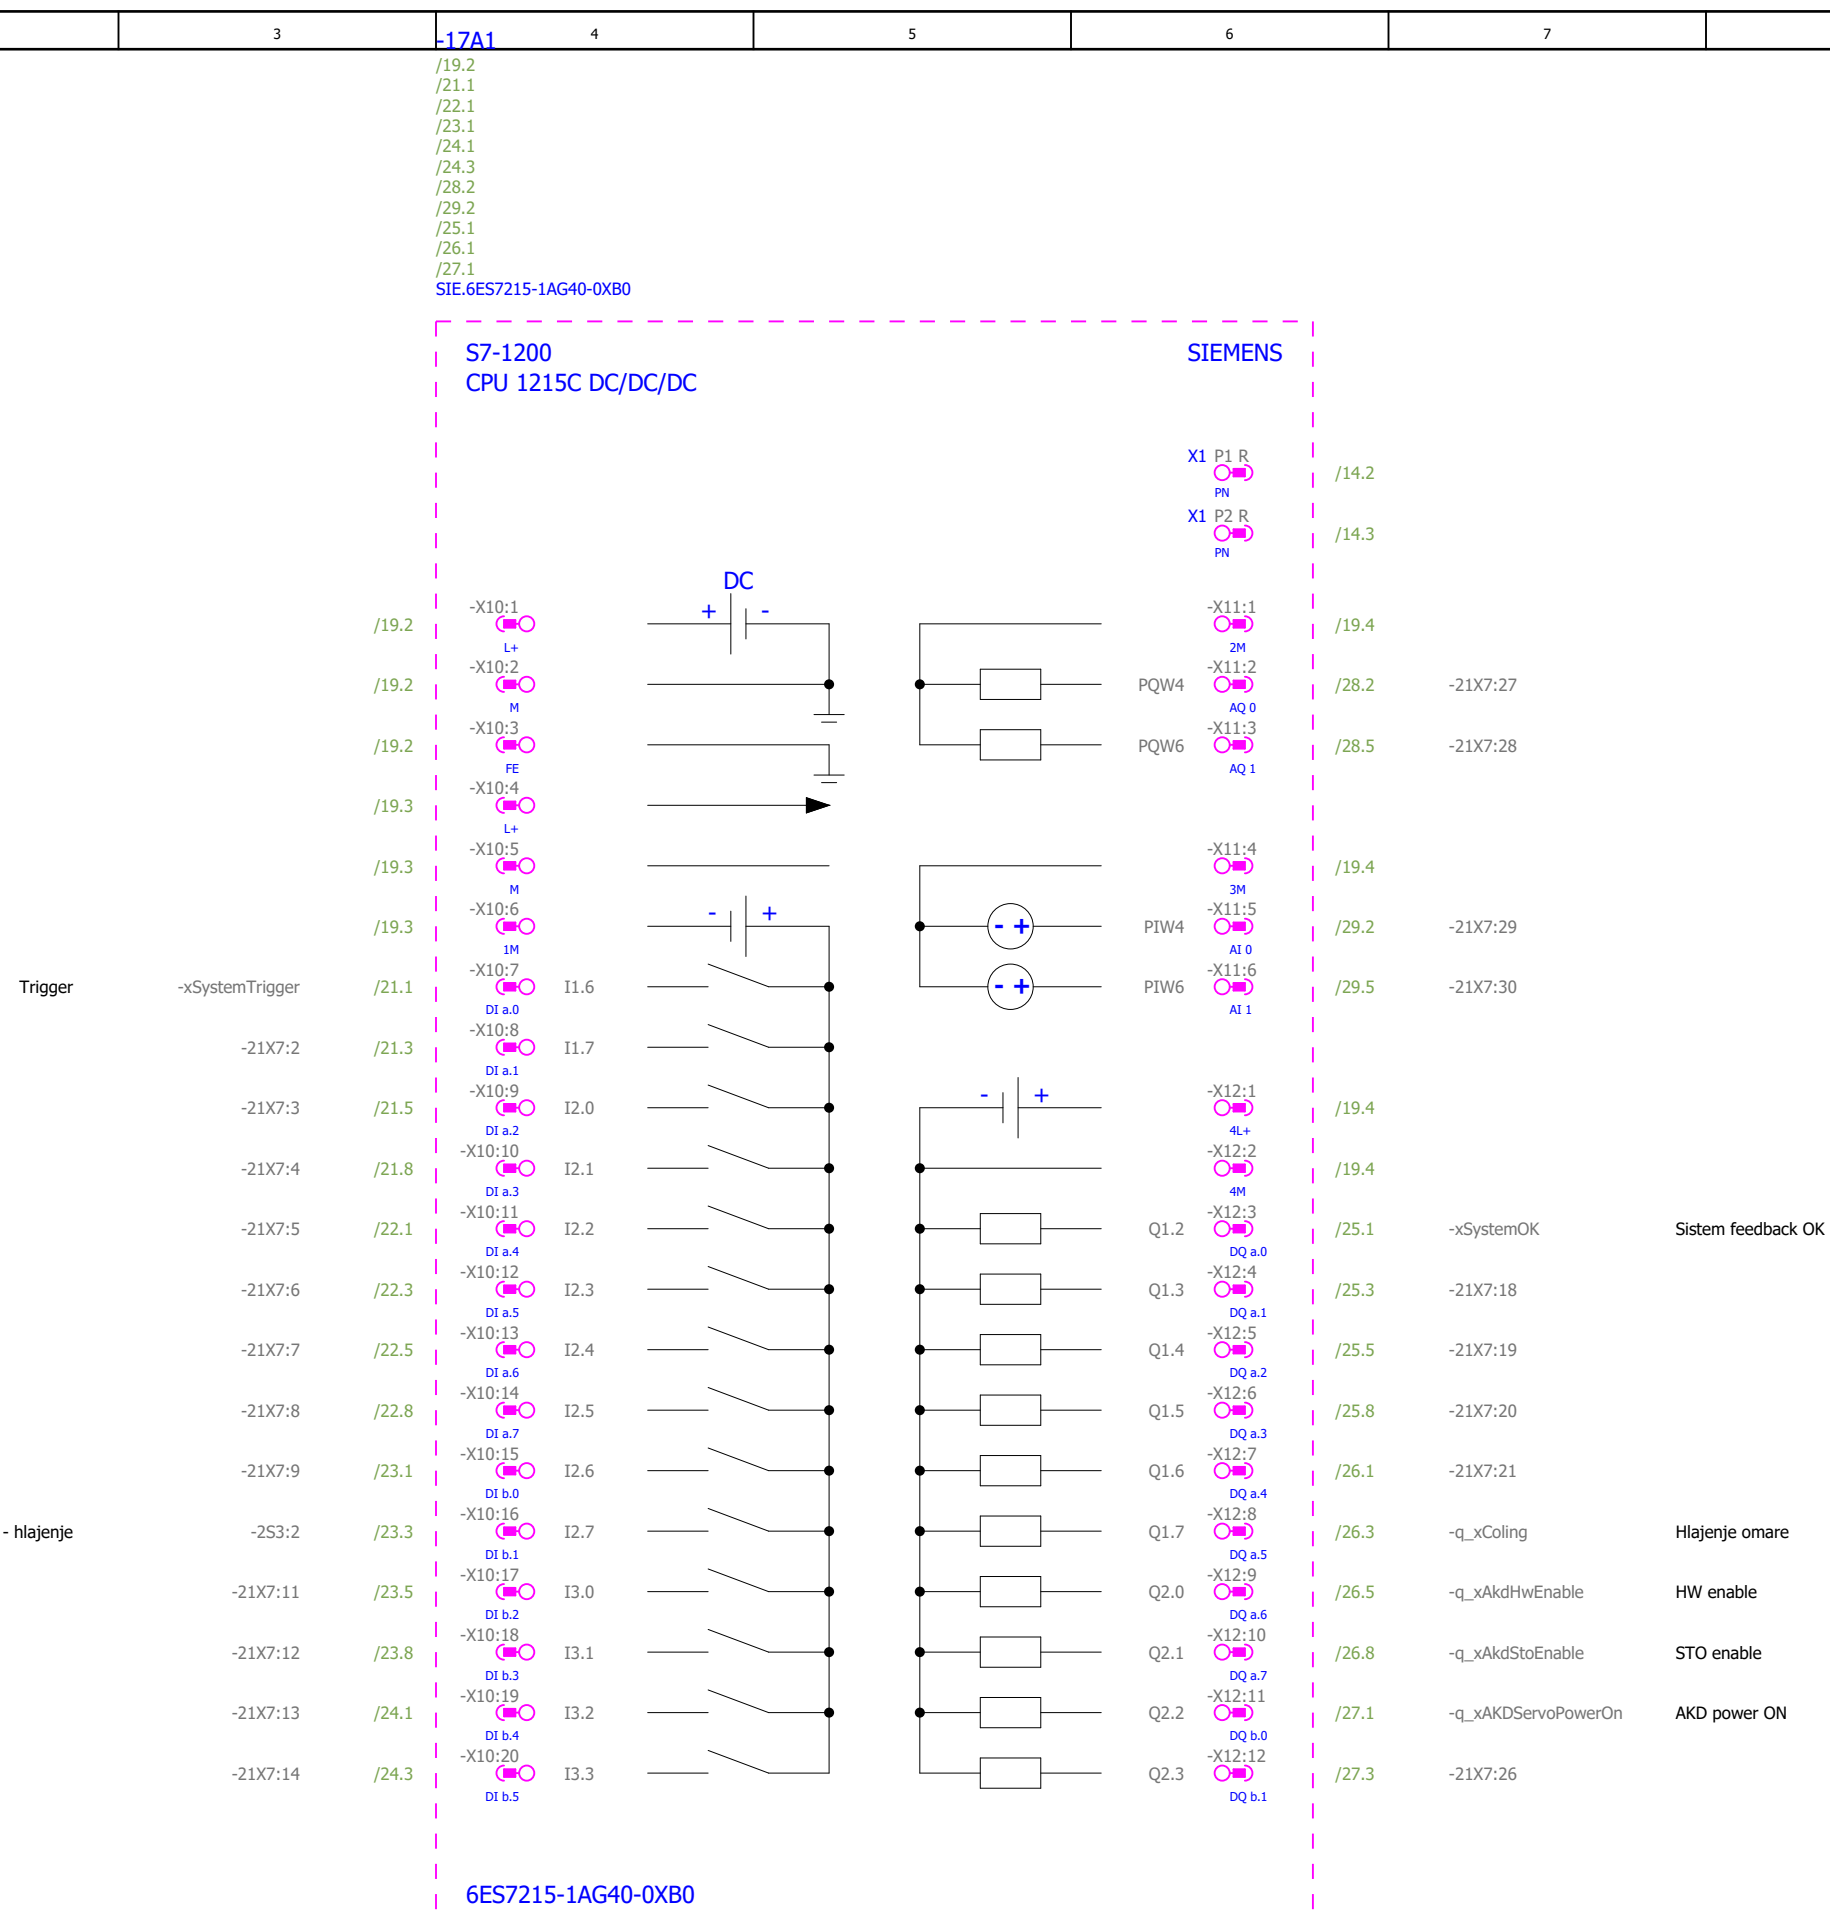 3 4 5 6 7
-17A1
/19.2
/21.1
/22.1
/23.1
/24.1
/24.3
/28.2
/29.2
/25.1
/26.1
/27.1
SIE.6ES7215-1AG40-0XB0
S7-1200 SIEMENS
CPU 1215C DC/DC/DC
X1 P1 R
/14.2
PN
X1 P2 R
/14.3
PN
DC
-X10:1 + - -X11:1
/19.2 /19.4
L+ 2M
-X10:2 -X11:2
/19.2 PQW4 /28.2 -21X7:27
M AQ 0
-X10:3 -X11:3
/19.2 PQW6 /28.5 -21X7:28
FE AQ 1
-X10:4
/19.3
L+
-X10:5 -X11:4
/19.3 /19.4
M 3M
-X10:6 - + -X11:5
/19.3 - + PIW4 /29.2 -21X7:29
1M AI 0
-X10:7 -X11:6
Trigger -xSystemTrigger /21.1 I1.6 - + PIW6 /29.5 -21X7:30
DI a.0 AI 1
-X10:8
-21X7:2 /21.3 I1.7
DI a.1
-X10:9 - + -X12:1
-21X7:3 /21.5 I2.0 /19.4
DI a.2 4L+
-X10:10 -X12:2
-21X7:4 /21.8 I2.1 /19.4
DI a.3 4M
-X10:11 -X12:3
-21X7:5 /22.1 I2.2 Q1.2 /25.1 -xSystemOK Sistem feedback OK
DI a.4 DQ a.0
-X10:12 -X12:4
-21X7:6 /22.3 I2.3 Q1.3 /25.3 -21X7:18
DI a.5 DQ a.1
-X10:13 -X12:5
-21X7:7 /22.5 I2.4 Q1.4 /25.5 -21X7:19
DI a.6 DQ a.2
-X10:14 -X12:6
-21X7:8 /22.8 I2.5 Q1.5 /25.8 -21X7:20
DI a.7 DQ a.3
-X10:15 -X12:7
-21X7:9 /23.1 I2.6 Q1.6 /26.1 -21X7:21
DI b.0 DQ a.4
-X10:16 -X12:8
- hlajenje -2S3:2 /23.3 I2.7 Q1.7 /26.3 -q_xColing Hlajenje omare
DI b.1 DQ a.5
-X10:17 -X12:9
-21X7:11 /23.5 I3.0 Q2.0 /26.5 -q_xAkdHwEnable HW enable
DI b.2 DQ a.6
-X10:18 -X12:10
-21X7:12 /23.8 I3.1 Q2.1 /26.8 -q_xAkdStoEnable STO enable
DI b.3 DQ a.7
-X10:19 -X12:11
-21X7:13 /24.1 I3.2 Q2.2 /27.1 -q_xAKDServoPowerOn AKD power ON
DI b.4 DQ b.0
-X10:20 -X12:12
-21X7:14 /24.3 I3.3 Q2.3 /27.3 -21X7:26
DI b.5 DQ b.1
6ES7215-1AG40-0XB0